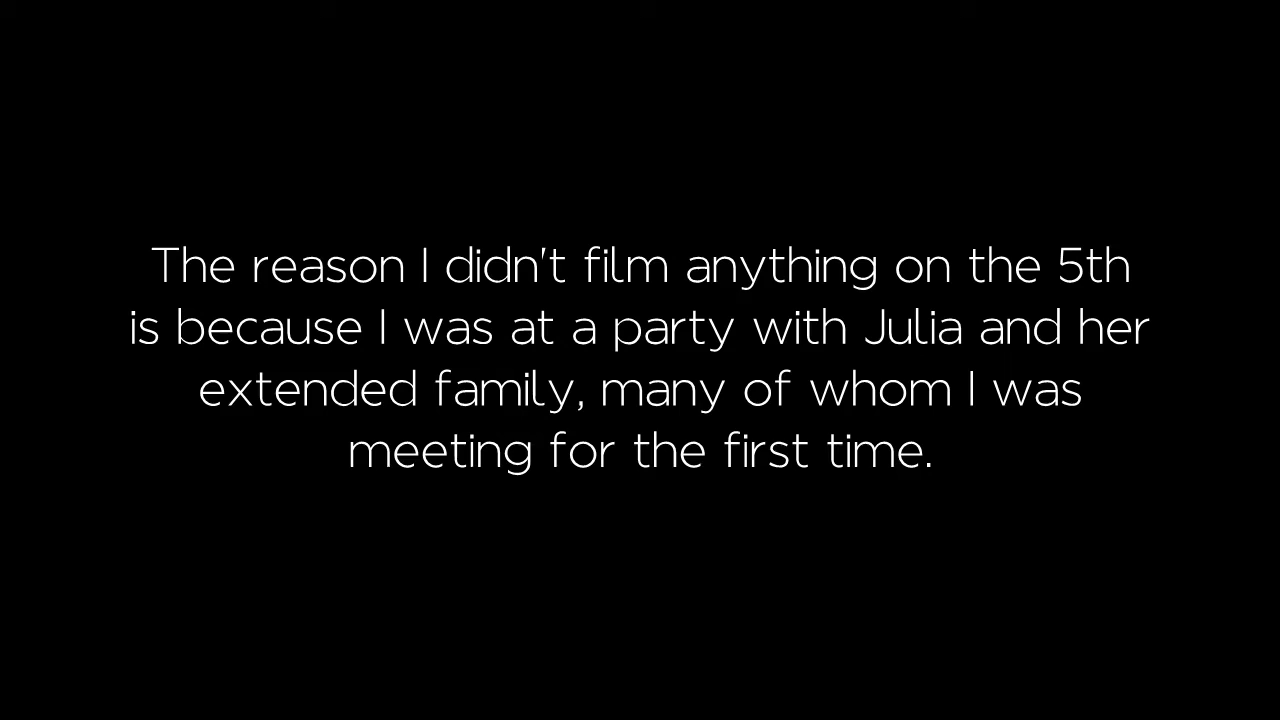 The reason I didn't film anything on the 5th
is because I was at a party with Julia and her
extended family, many of whom I was
meeting for the first time.